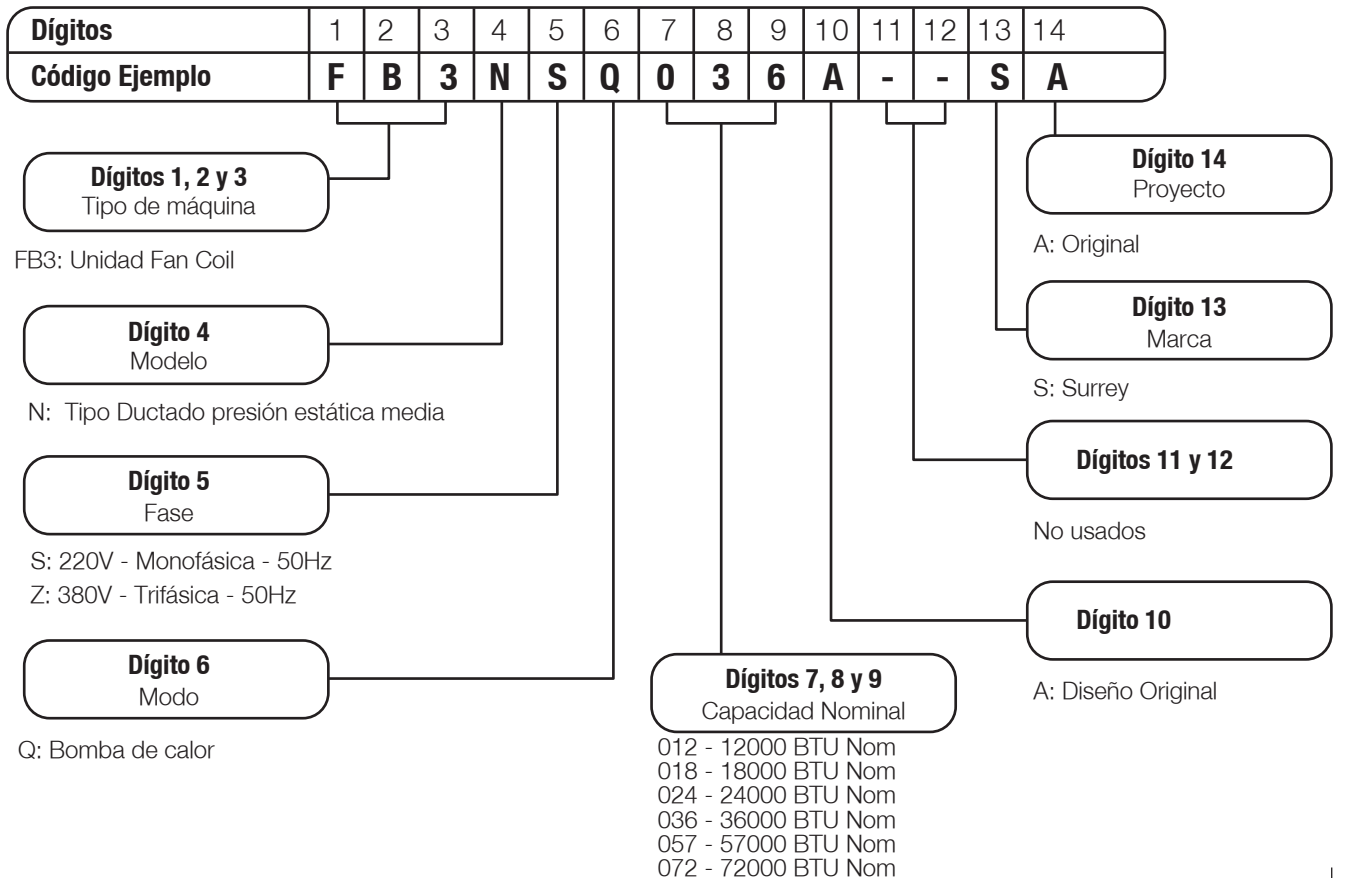 Dígitos 1 2 3 4 5 6 7 8 9 10 11 12 13 14
Código Ejemplo F B 3 N S Q 0 3 6 A - - S A
Dígitos 1, 2 y 3
Tipo de máquina
FB3: Unidad Fan Coil
Dígito 4
Modelo
N: Tipo Ductado presión estática media
Dígito 5
Fase
S: 220V - Monofásica - 50Hz
Z: 380V - Trifásica - 50Hz
Dígito 6
Modo
Q: Bomba de calor
Dígitos 7, 8 y 9
Capacidad Nominal
012 - 12000 BTU Nom
018 - 18000 BTU Nom
024 - 24000 BTU Nom
036 - 36000 BTU Nom
057 - 57000 BTU Nom
072 - 72000 BTU Nom
Dígito 14
Proyecto
A: Original
Dígito 13
Marca
S: Surrey
Dígitos 11 y 12
No usados
Dígito 10
A: Diseño Original